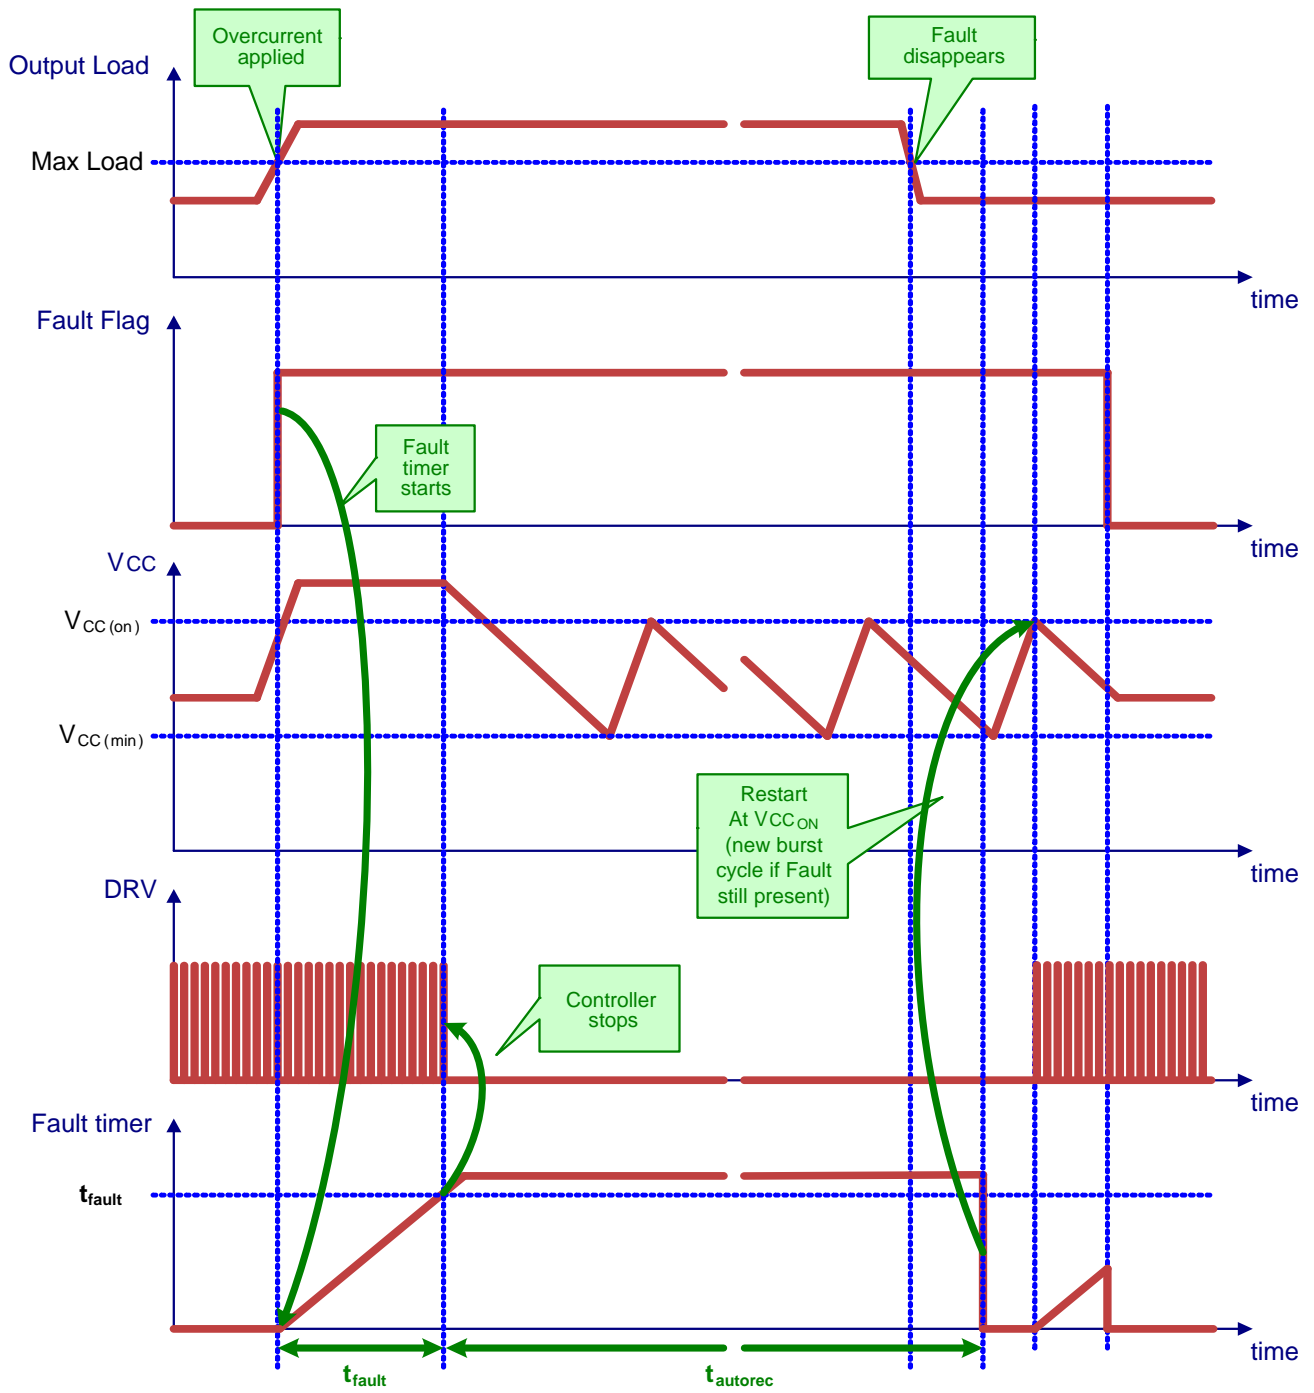 Overcurrent
applied
Fault
disappears
Output Load
Max Load
time
Fault Flag
Fault
timer
starts
time
VCC
VCC (on)
VCC (min)
Restart
At VCCON
(new burst
cycle if Fault
still present)
time
DRV
Controller
stops
time
Fault timer
tfault
time
tfault
tautorec